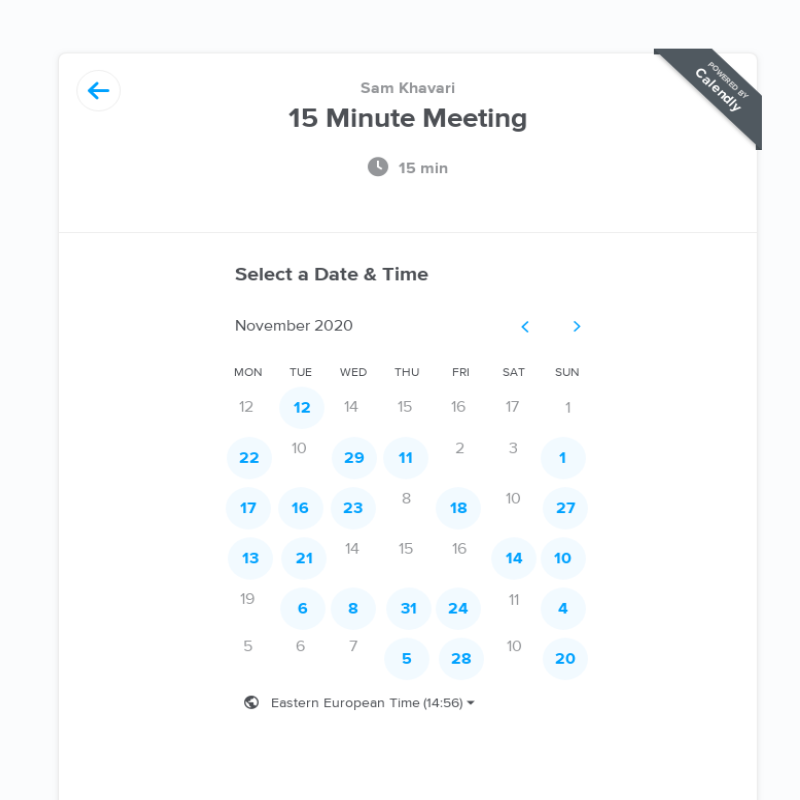 POWERED BY
Calendly
Sam Khavari
15 Minute Meeting
15 min
Select a Date & Time
November 2020
MON TUE WED THU FRI SAT SUN
12 12 14 15 16 17 1
22 10 29 11 2 3 1
17 16 23 8 18 10 27
13 21 14 15 16 14 10
19 6 8 31 24 11 4
5 6 7 5 28 10 20
Eastern European Time (14:56)